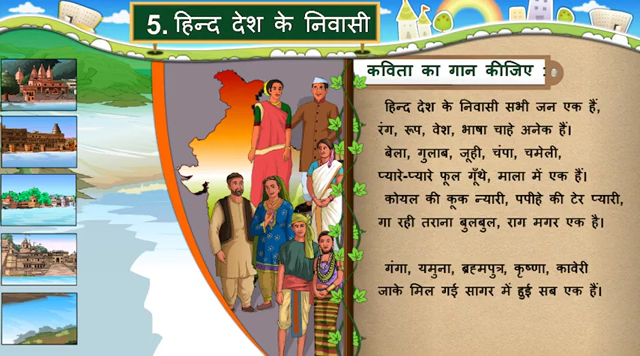 5. हिन्द देश के निवासी
कविता का गान कीजिए :
हिन्द देश के निवासी सभी जन एक हैं,
रंग, रूप, वेश, भाषा चाहे अनेक हैं।
बेला, गुलाब, जूही, चंपा, चमेली,
प्यारे-प्यारे फूल गूँथे, माला में एक हैं।
कोयल की कूक न्यारी, पपीहे की टेर प्यारी,
गा रही तराना बुलबुल, राग मगर एक है।
गंगा, यमुना, ब्रह्मपुत्र, कृष्णा, कावेरी
जाके मिल गई सागर में हुई सब एक हैं।